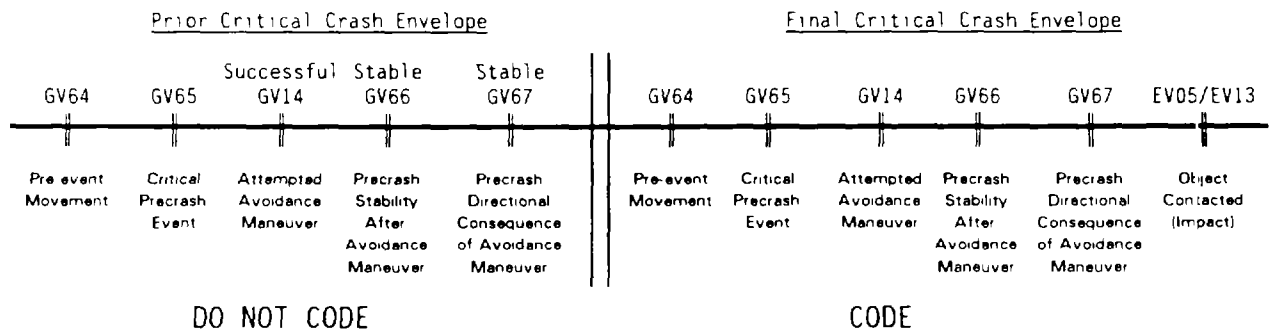 Prior Critical Crash Envelope
Final Critical Crash Envelope
Successful Stable Stable
GV64 GV65 GV14 GV66 GV67
GV64 GV65 GV14 GV66 GV67 EV05/EV13
Pre-event Movement
Critical Precrash Event
Attempted Avoidance Maneuver
Precrash Stability After Avoidance Maneuver
Precrash Directional Consequence of Avoidance Maneuver
Pre-event Movement
Critical Precrash Event
Attempted Avoidance Maneuver
Precrash Stability After Avoidance Maneuver
Precrash Directional Consequence of Avoidance Maneuver
Object Contacted (Impact)
DO NOT CODE
CODE